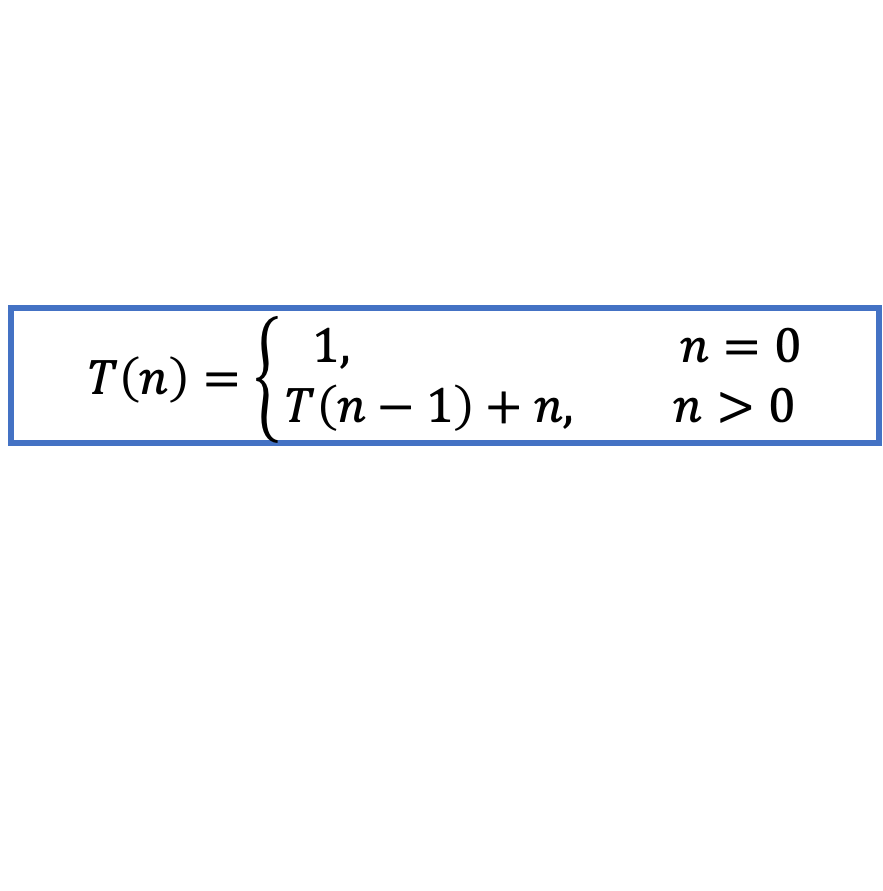 T(n) = { 1, n = 0
T(n − 1) + n, n > 0